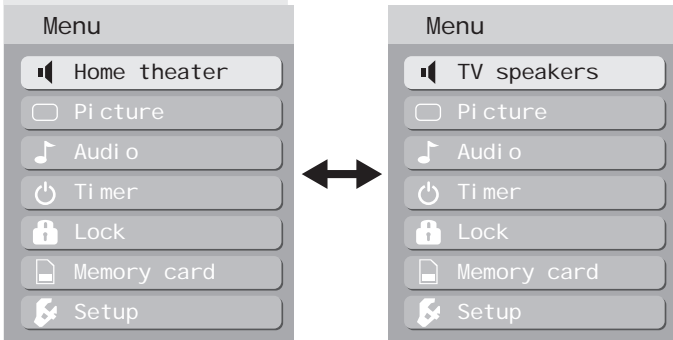 Menu
Home theater
Picture
Audio
Timer
Lock
Memory card
Setup
Menu
TV speakers
Picture
Audio
Timer
Lock
Memory card
Setup